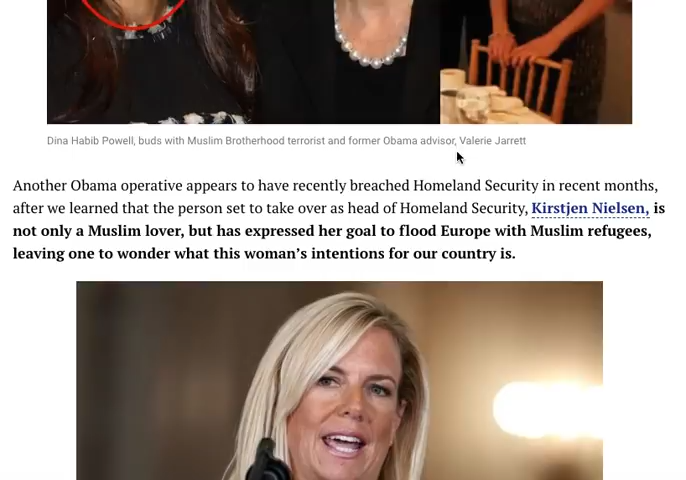 Dina Habib Powell, buds with Muslim Brotherhood terrorist and former Obama advisor, Valerie Jarrett
Another Obama operative appears to have recently breached Homeland Security in recent months,
after we learned that the person set to take over as head of Homeland Security, Kirstjen Nielsen, is
not only a Muslim lover, but has expressed her goal to flood Europe with Muslim refugees,
leaving one to wonder what this woman’s intentions for our country is.